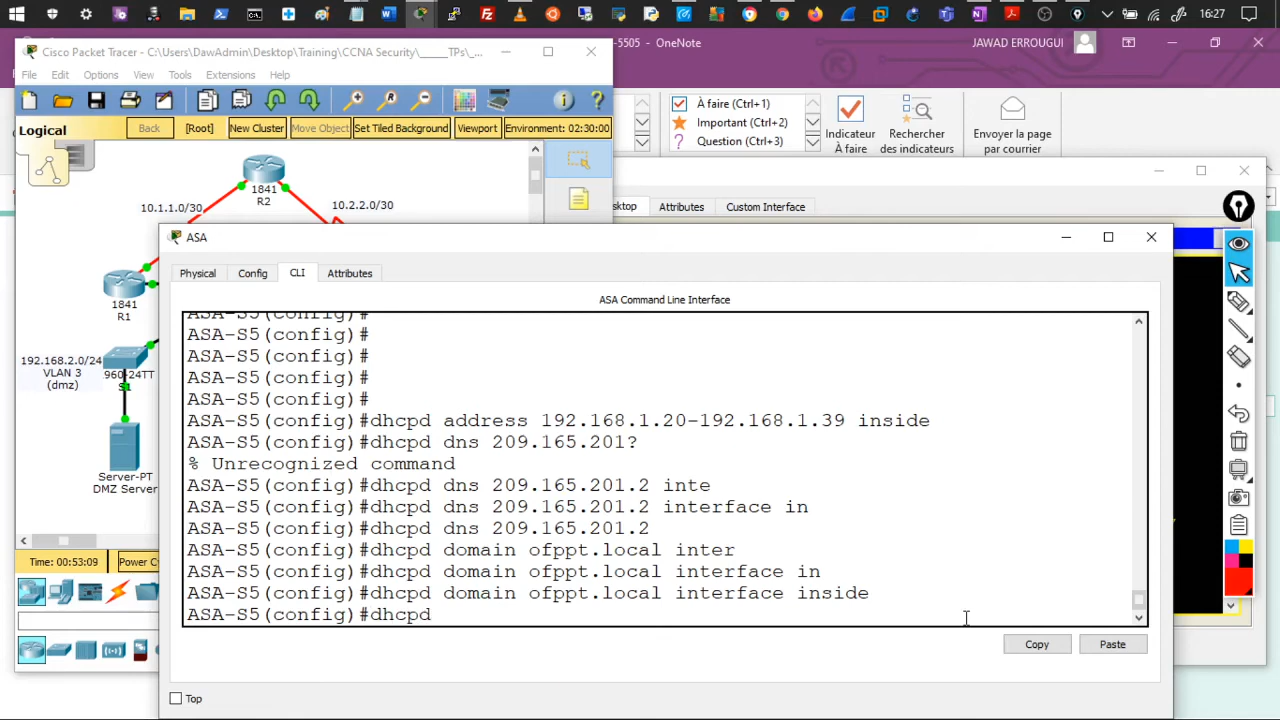 16:27
Cisco Packet Tracer - C:\Users\DawAdmin\Desktop\Training\CCNA Security\_____TPs\_...
-5505 - OneNote
JAWAD ERROUGUI
File Edit Options View Tools Extensions Help
À faire (Ctrl+1)
Important (Ctrl+2)
Question (Ctrl+3)
Indicateur
À faire
Rechercher
des indicateurs
Envoyer la page
par courrier
Logical
Back
[Root]
New Cluster
Move Object
Set Tiled Background
Viewport
Environment: 02:30:00
1841
R2
10.1.1.0/30
10.2.2.0/30
1841
R1
192.168.2.0/24
VLAN 3
(dmz)
960-24TT
S1
Server-PT
DMZ Server
Time: 00:53:09
Power Cy
sktop
Attributes
Custom Interface
ASA
Physical
Config
CLI
Attributes
ASA Command Line Interface
ASA-S5(config)#
ASA-S5(config)#
ASA-S5(config)#
ASA-S5(config)#
ASA-S5(config)#
ASA-S5(config)#dhcpd address 192.168.1.20-192.168.1.39 inside
ASA-S5(config)#dhcpd dns 209.165.201?
% Unrecognized command
ASA-S5(config)#dhcpd dns 209.165.201.2 inte
ASA-S5(config)#dhcpd dns 209.165.201.2 interface in
ASA-S5(config)#dhcpd dns 209.165.201.2
ASA-S5(config)#dhcpd domain ofppt.local inter
ASA-S5(config)#dhcpd domain ofppt.local interface in
ASA-S5(config)#dhcpd domain ofppt.local interface inside
ASA-S5(config)#dhcpd
Copy
Paste
Top